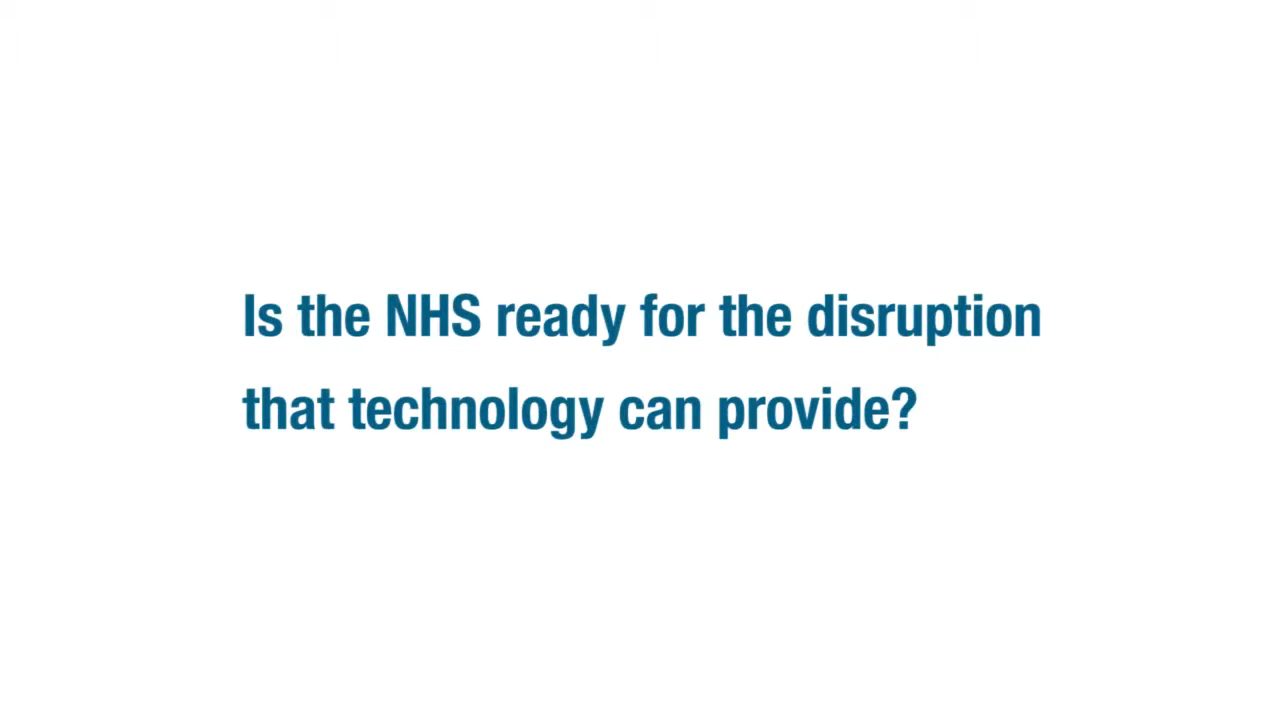 Is the NHS ready for the disruption
that technology can provide?